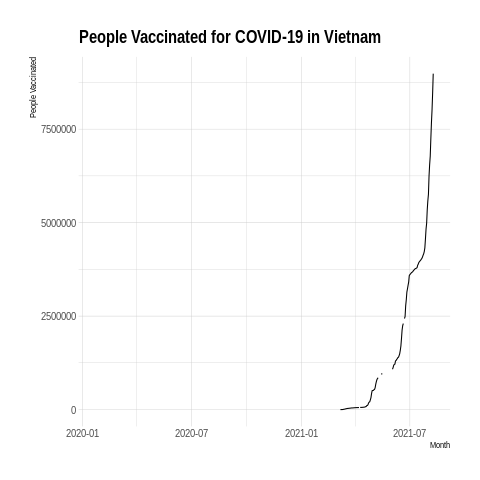 People Vaccinated for COVID-19 in Vietnam
People Vaccinated
7500000
5000000
2500000
0
2020-01 2020-07 2021-01 2021-07
Month